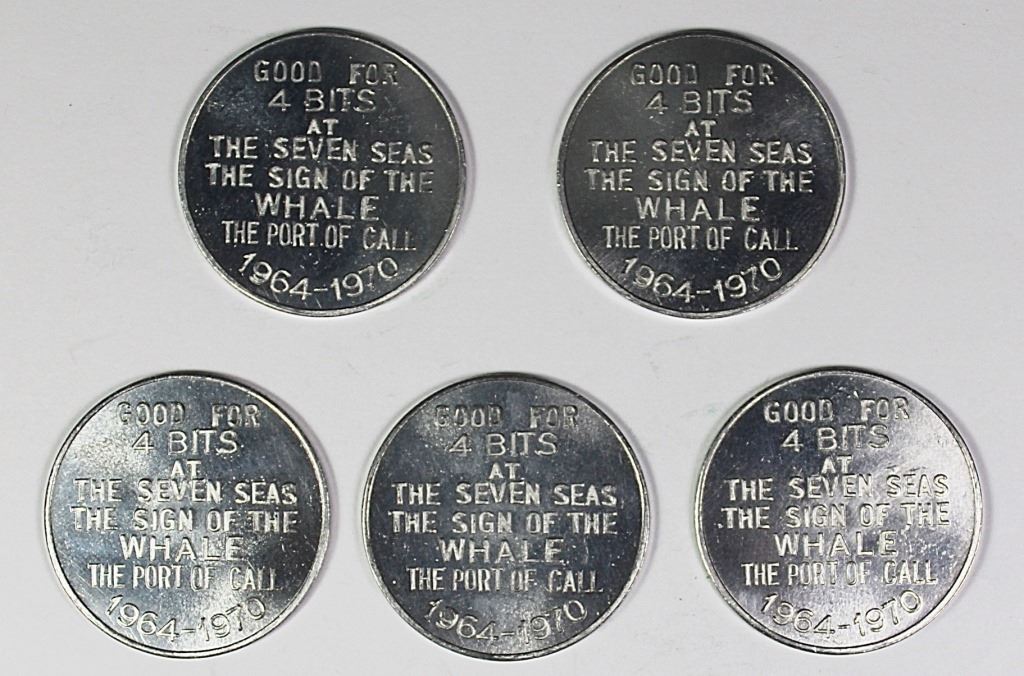 GOOD FOR
4 BITS
AT
THE SEVEN SEAS
THE SIGN OF THE
WHALE
THE PORT OF CALL
1964-1970
GOOD FOR
4 BITS
AT
THE SEVEN SEAS
THE SIGN OF THE
WHALE
THE PORT OF CALL
1964-1970
GOOD FOR
4 BITS
AT
THE SEVEN SEAS
THE SIGN OF THE
WHALE
THE PORT OF CALL
1964-1970
GOOD FOR
4 BITS
AT
THE SEVEN SEAS
THE SIGN OF THE
WHALE
THE PORT OF CALL
1964-1970
GOOD FOR
4 BITS
AT
THE SEVEN SEAS
THE SIGN OF THE
WHALE
THE PORT OF CALL
1964-1970